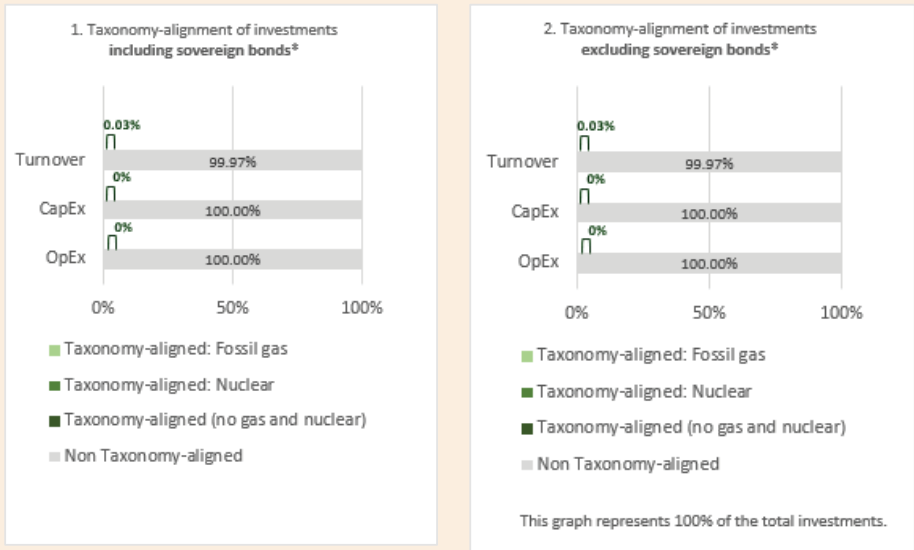 1. Taxonomy-alignment of investments
including sovereign bonds*
0.03%
Turnover
99.97%
0%
CapEx
100.00%
0%
OpEx
100.00%
0%
50%
100%
Taxonomy-aligned: Fossil gas
Taxonomy-aligned: Nuclear
Taxonomy-aligned (no gas and nuclear)
Non Taxonomy-aligned
2. Taxonomy-alignment of investments
excluding sovereign bonds*
0.03%
Turnover
99.97%
0%
CapEx
100.00%
0%
OpEx
100.00%
0%
50%
100%
Taxonomy-aligned: Fossil gas
Taxonomy-aligned: Nuclear
Taxonomy-aligned (no gas and nuclear)
Non Taxonomy-aligned
This graph represents 100% of the total investments.